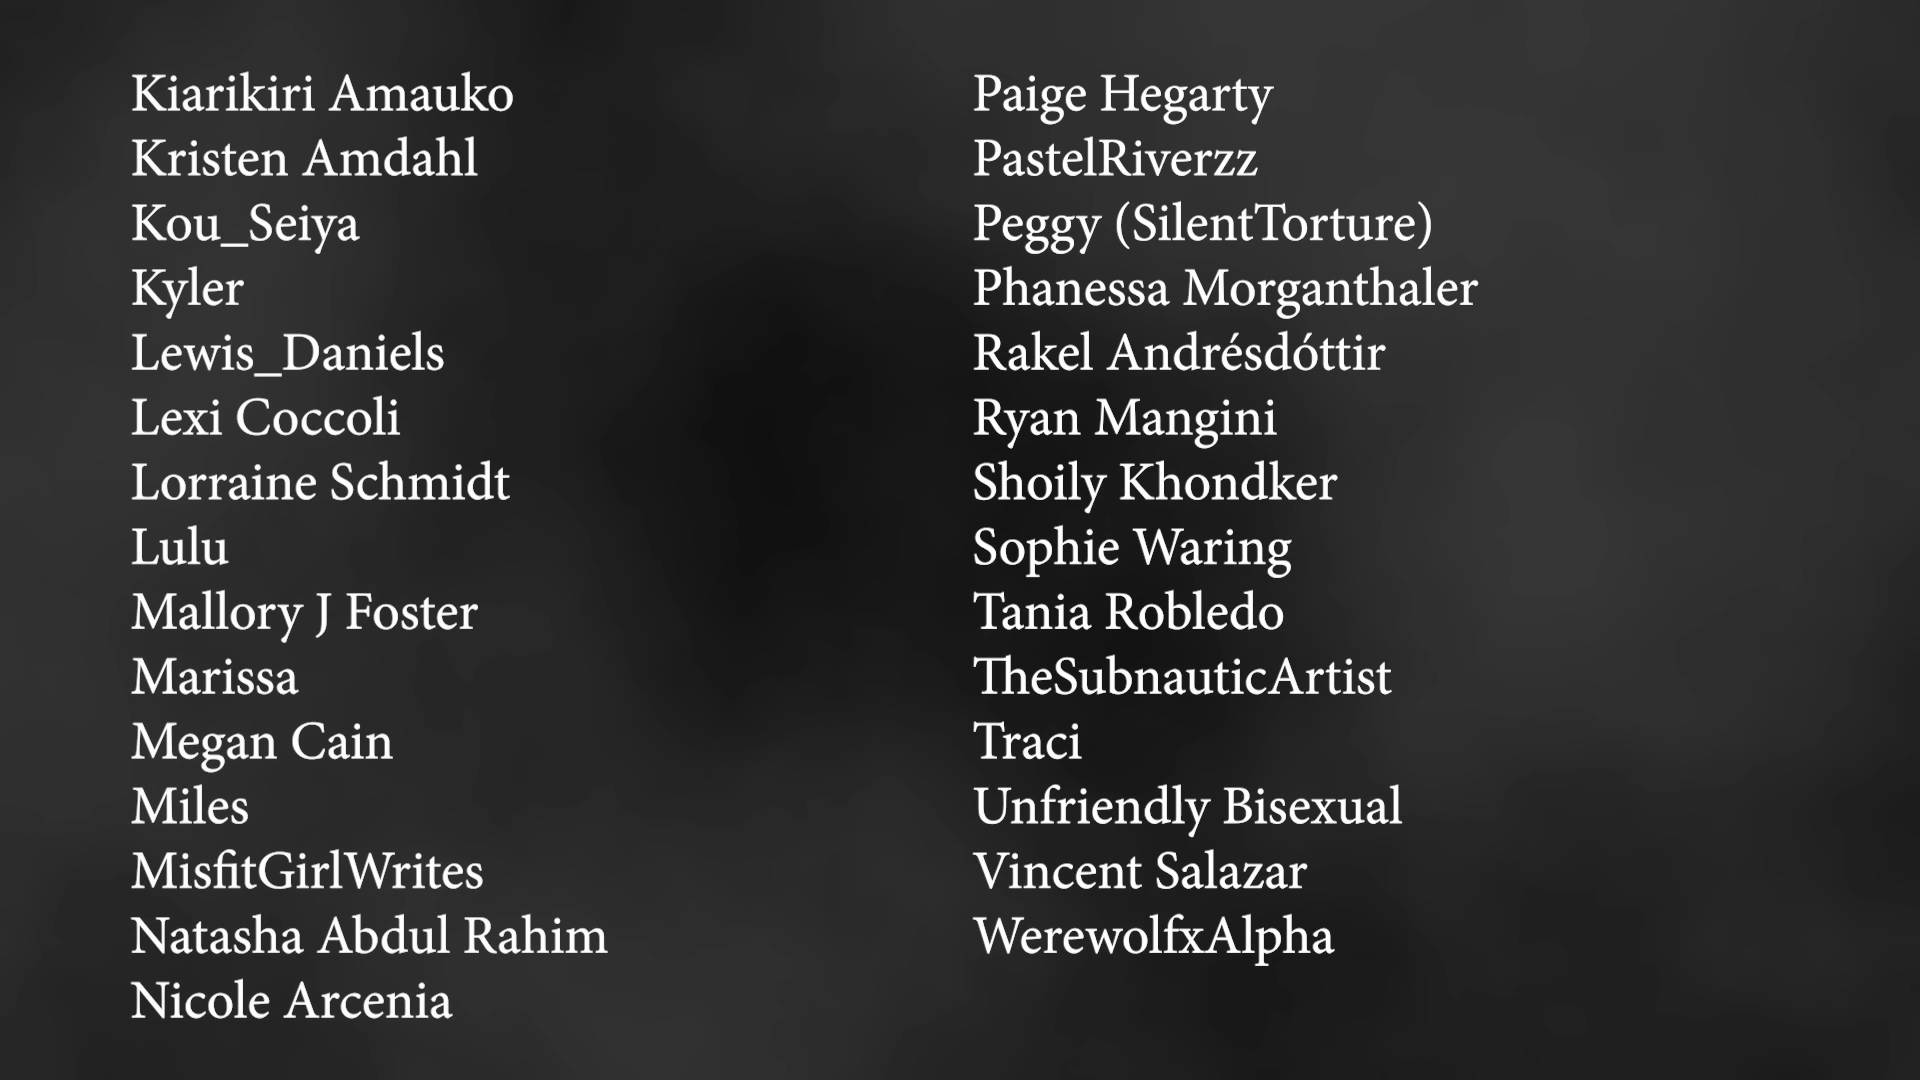 Kiarikiri Amauko
Kristen Amdahl
Kou_Seiya
Kyler
Lewis_Daniels
Lexi Coccoli
Lorraine Schmidt
Lulu
Mallory J Foster
Marissa
Megan Cain
Miles
MisfitGirlWrites
Natasha Abdul Rahim
Nicole Arcenia
Paige Hegarty
PastelRiverzz
Peggy (SilentTorture)
Phanessa Morganthaler
Rakel Andrésdóttir
Ryan Mangini
Shoily Khondker
Sophie Waring
Tania Robledo
TheSubnauticArtist
Traci
Unfriendly Bisexual
Vincent Salazar
WerewolfxAlpha